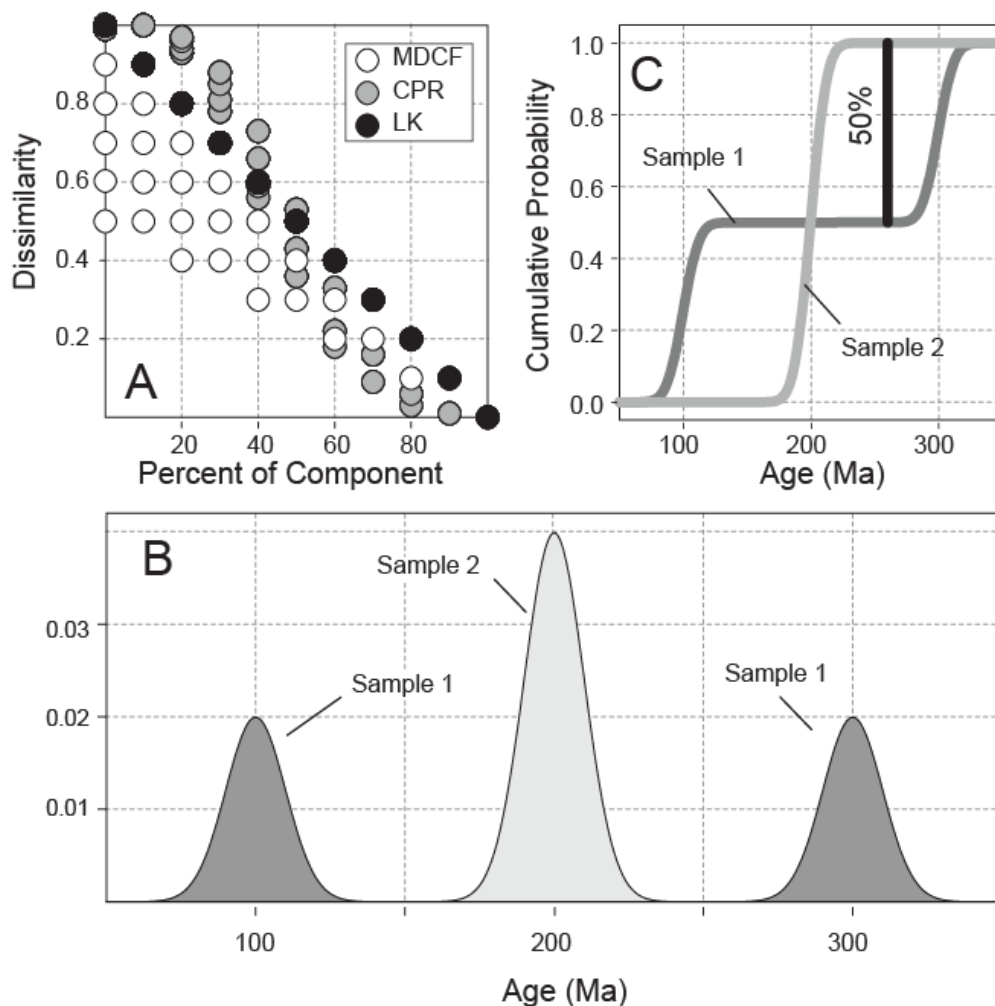 MDCF
CPR
LK
0.8
0.6
0.4
0.2
Dissimilarity
A
20
40
60
80
Percent of Component
C
1.0
0.8
0.6
0.4
0.2
0.0
Cumulative Probability
50%
Sample 1
Sample 2
100
200
300
Age (Ma)
B
Sample 2
Sample 1
Sample 1
0.03
0.02
0.01
100
200
300
Age (Ma)